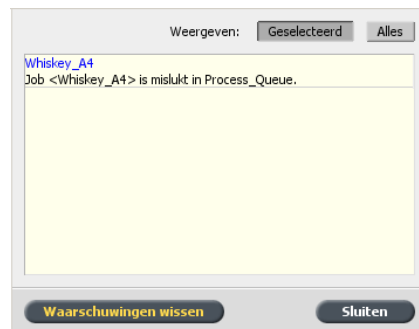 Weergeven: Geselecteerd Alles
Whiskey_A4
Job <Whiskey_A4> is mislukt in Process_Queue.
Waarschuwingen wissen Sluiten